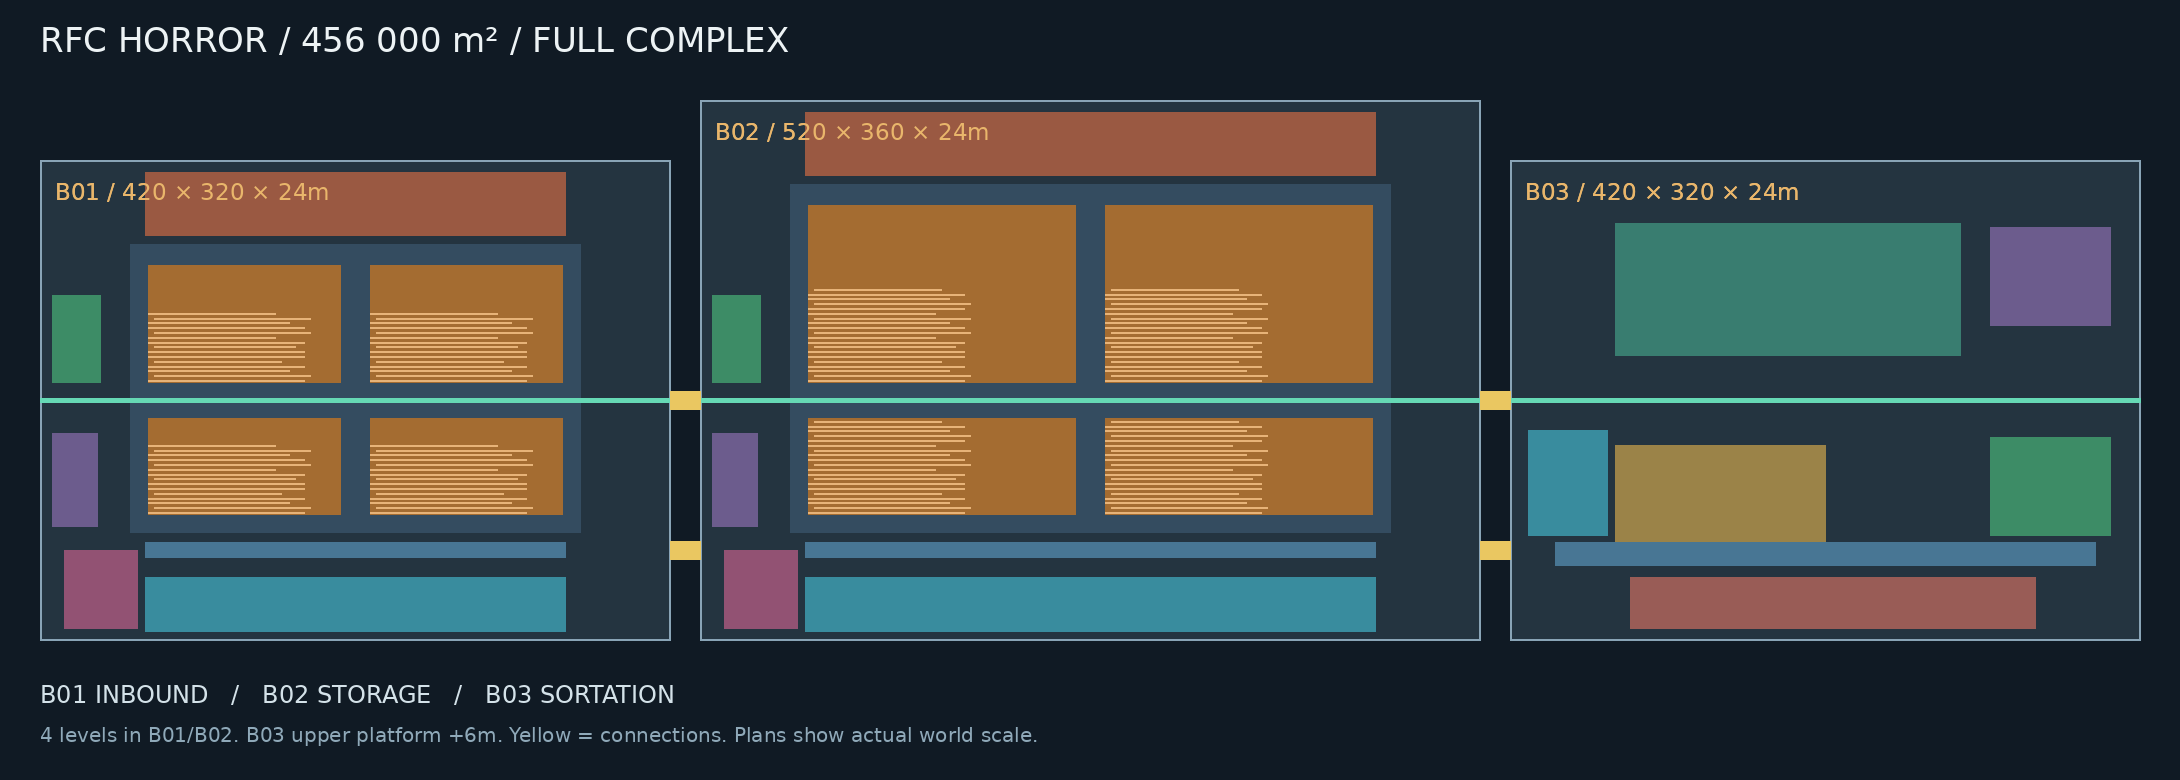 RFC HORROR / 456 000 m² / FULL COMPLEX
B01 / 420 × 320 × 24m
B02 / 520 × 360 × 24m
B03 / 420 × 320 × 24m
B01 INBOUND / B02 STORAGE / B03 SORTATION
4 levels in B01/B02. B03 upper platform +6m. Yellow = connections. Plans show actual world scale.